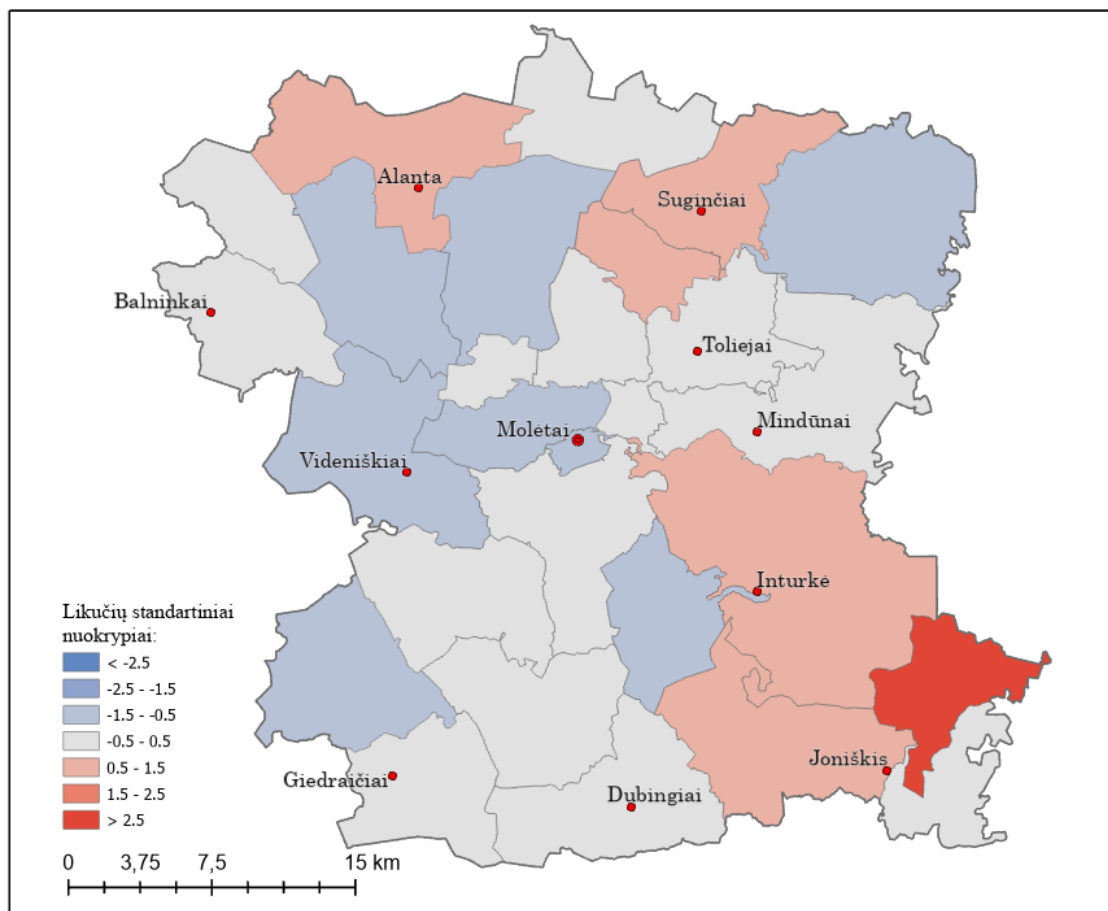 Alanta
Suginčiai
Balninkai
Toliejai
Mindūnai
Molėtai
Videniškiai
Inturkė
Likučių standartiniai
nuokrypiai:
< -2.5
-2.5 - -1.5
-1.5 - -0.5
-0.5 - 0.5
0.5 - 1.5
1.5 - 2.5
> 2.5
Joniškis
Giedraičiai
Dubingiai
0 3,75 7,5 15 km